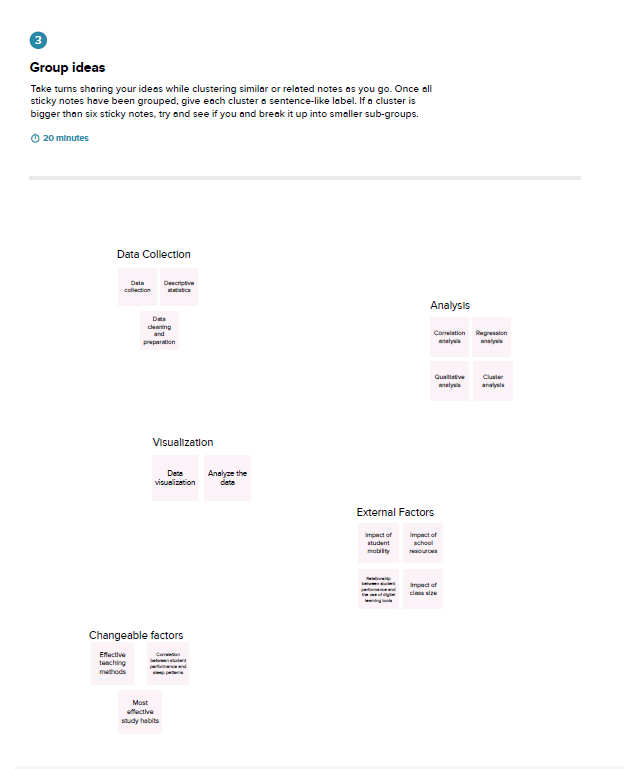 3
Group ideas
Take turns sharing your ideas while clustering similar or related notes as you go. Once all
sticky notes have been grouped, give each cluster a sentence-like label. If a cluster is
bigger than six sticky notes, try and see if you and break it up into smaller sub-groups.
20 minutes
Data Collection
Data
collection
Descriptive
statistics
Data
cleaning
and
preparation
Analysis
Correlation
analysis
Regression
analysis
Qualitative
analysis
Cluster
analysis
Visualization
Data
visualization
Analyze the
data
External Factors
Impact of
student
mobility
Impact of
school
resources
Relationship
between student
performance and
the use of digital
learning tools
Impact of
class size
Changeable factors
Effective
teaching
methods
Correlation
between student
performance and
sleep patterns
Most
effective
study habits